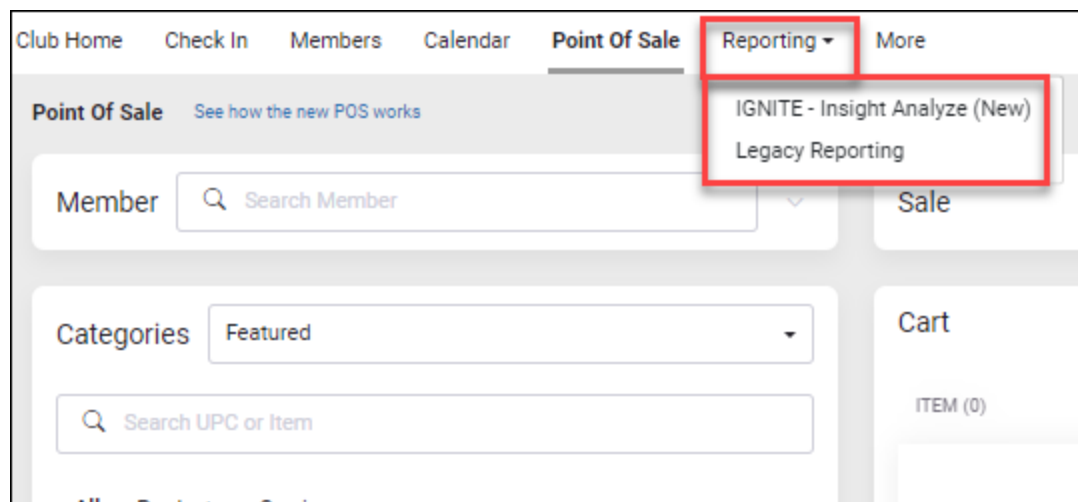 Club Home Check In Members Calendar Point Of Sale Reporting More
Point Of Sale See how the new POS works
IGNITE - Insight Analyze (New)
Legacy Reporting
Member Search Member
Sale
Categories Featured
Cart
Search UPC or Item
ITEM (0)